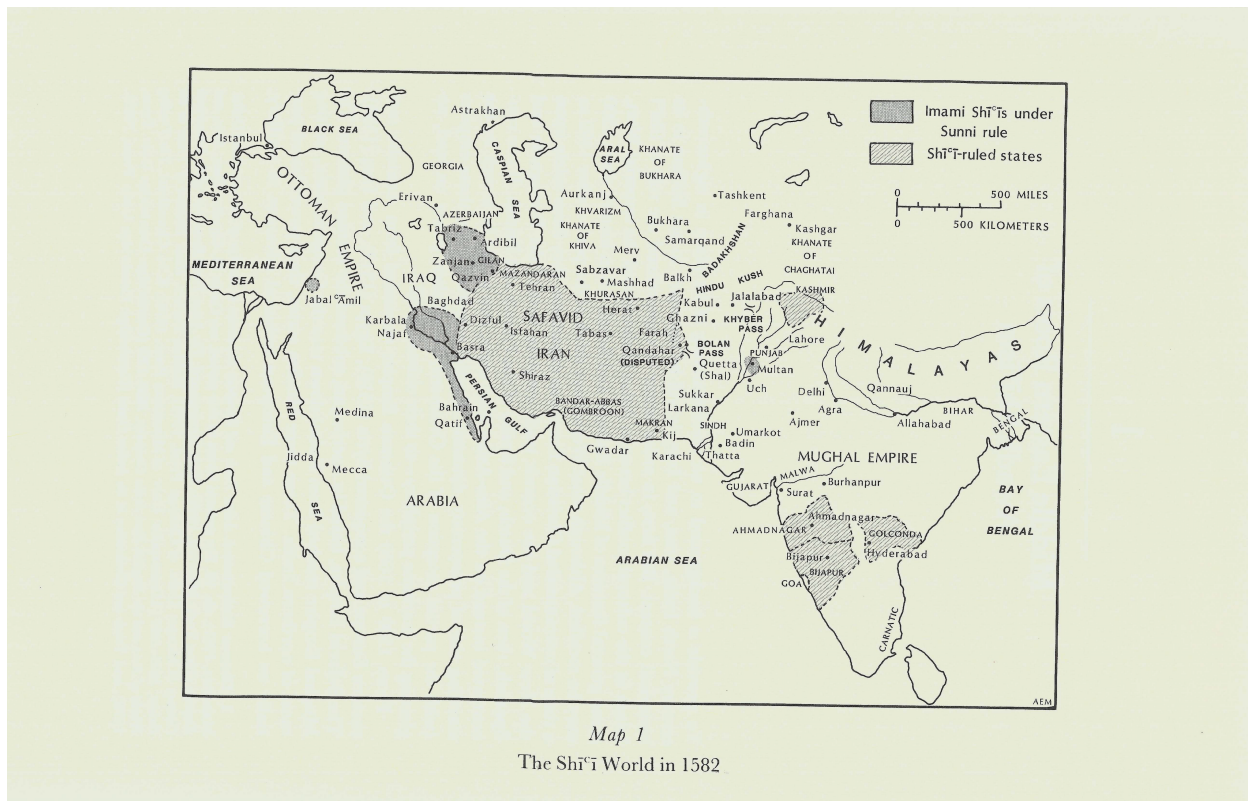 Imami Shīʿīs under
Sunni rule
Shīʿī-ruled states
0 500 MILES
0 500 KILOMETERS
Astrakhan
BLACK SEA
Istanbul
GEORGIA
CASPIAN
SEA
ARAL
SEA
KHANATE
OF
BUKHARA
OTTOMAN
EMPIRE
Erivan
AZERBAIJAN
Tabriz
Ardibil
Zanjan
GILAN
Qazvin
MAZANDARAN
Tehran
Aurkanj
KHVARIZM
KHANATE
OF
KHIVA
Tashkent
Bukhara
Samarqand
Farghana
Kashgar
KHANATE
OF
CHAGHATAI
Merv
Balkh
BADAKHSHAN
HINDU KUSH
Sabzavar
Mashhad
KHURASAN
Herat
Kabul
Jalalabad
KASHMIR
Ghazni
KHYBER
PASS
HIMALAYAS
MEDITERRANEAN
SEA
Jabal ʿAmil
IRAQ
Baghdad
Karbala
Najaf
Dizful
SAFAVID
IRAN
Isfahan
Tabas
Farah
Qandahar
(DISPUTED)
BOLAN
PASS
Quetta
(Shal)
Lahore
PUNJAB
Multan
Uch
Basra
Shiraz
PERSIAN
GULF
BANDAR-ABBAS
(GOMBROON)
Bahrain
Qatif
MAKRAN
Kij
Gwadar
Karachi
Sukkar
Larkana
SINDH
Umarkot
Badin
Thatta
Delhi
Agra
Ajmer
Qannauj
Allahabad
BIHAR
BENGAL
RED
SEA
Medina
Jidda
Mecca
ARABIA
MUGHAL EMPIRE
MALWA
Burhanpur
GUJARAT
Surat
Ahmadnagar
AHMADNAGAR
GOLCONDA
Hyderabad
Bijapur
BIJAPUR
GOA
CARNATIC
BAY
OF
BENGAL
ARABIAN SEA
AEM
Map 1
The Shīʿī World in 1582